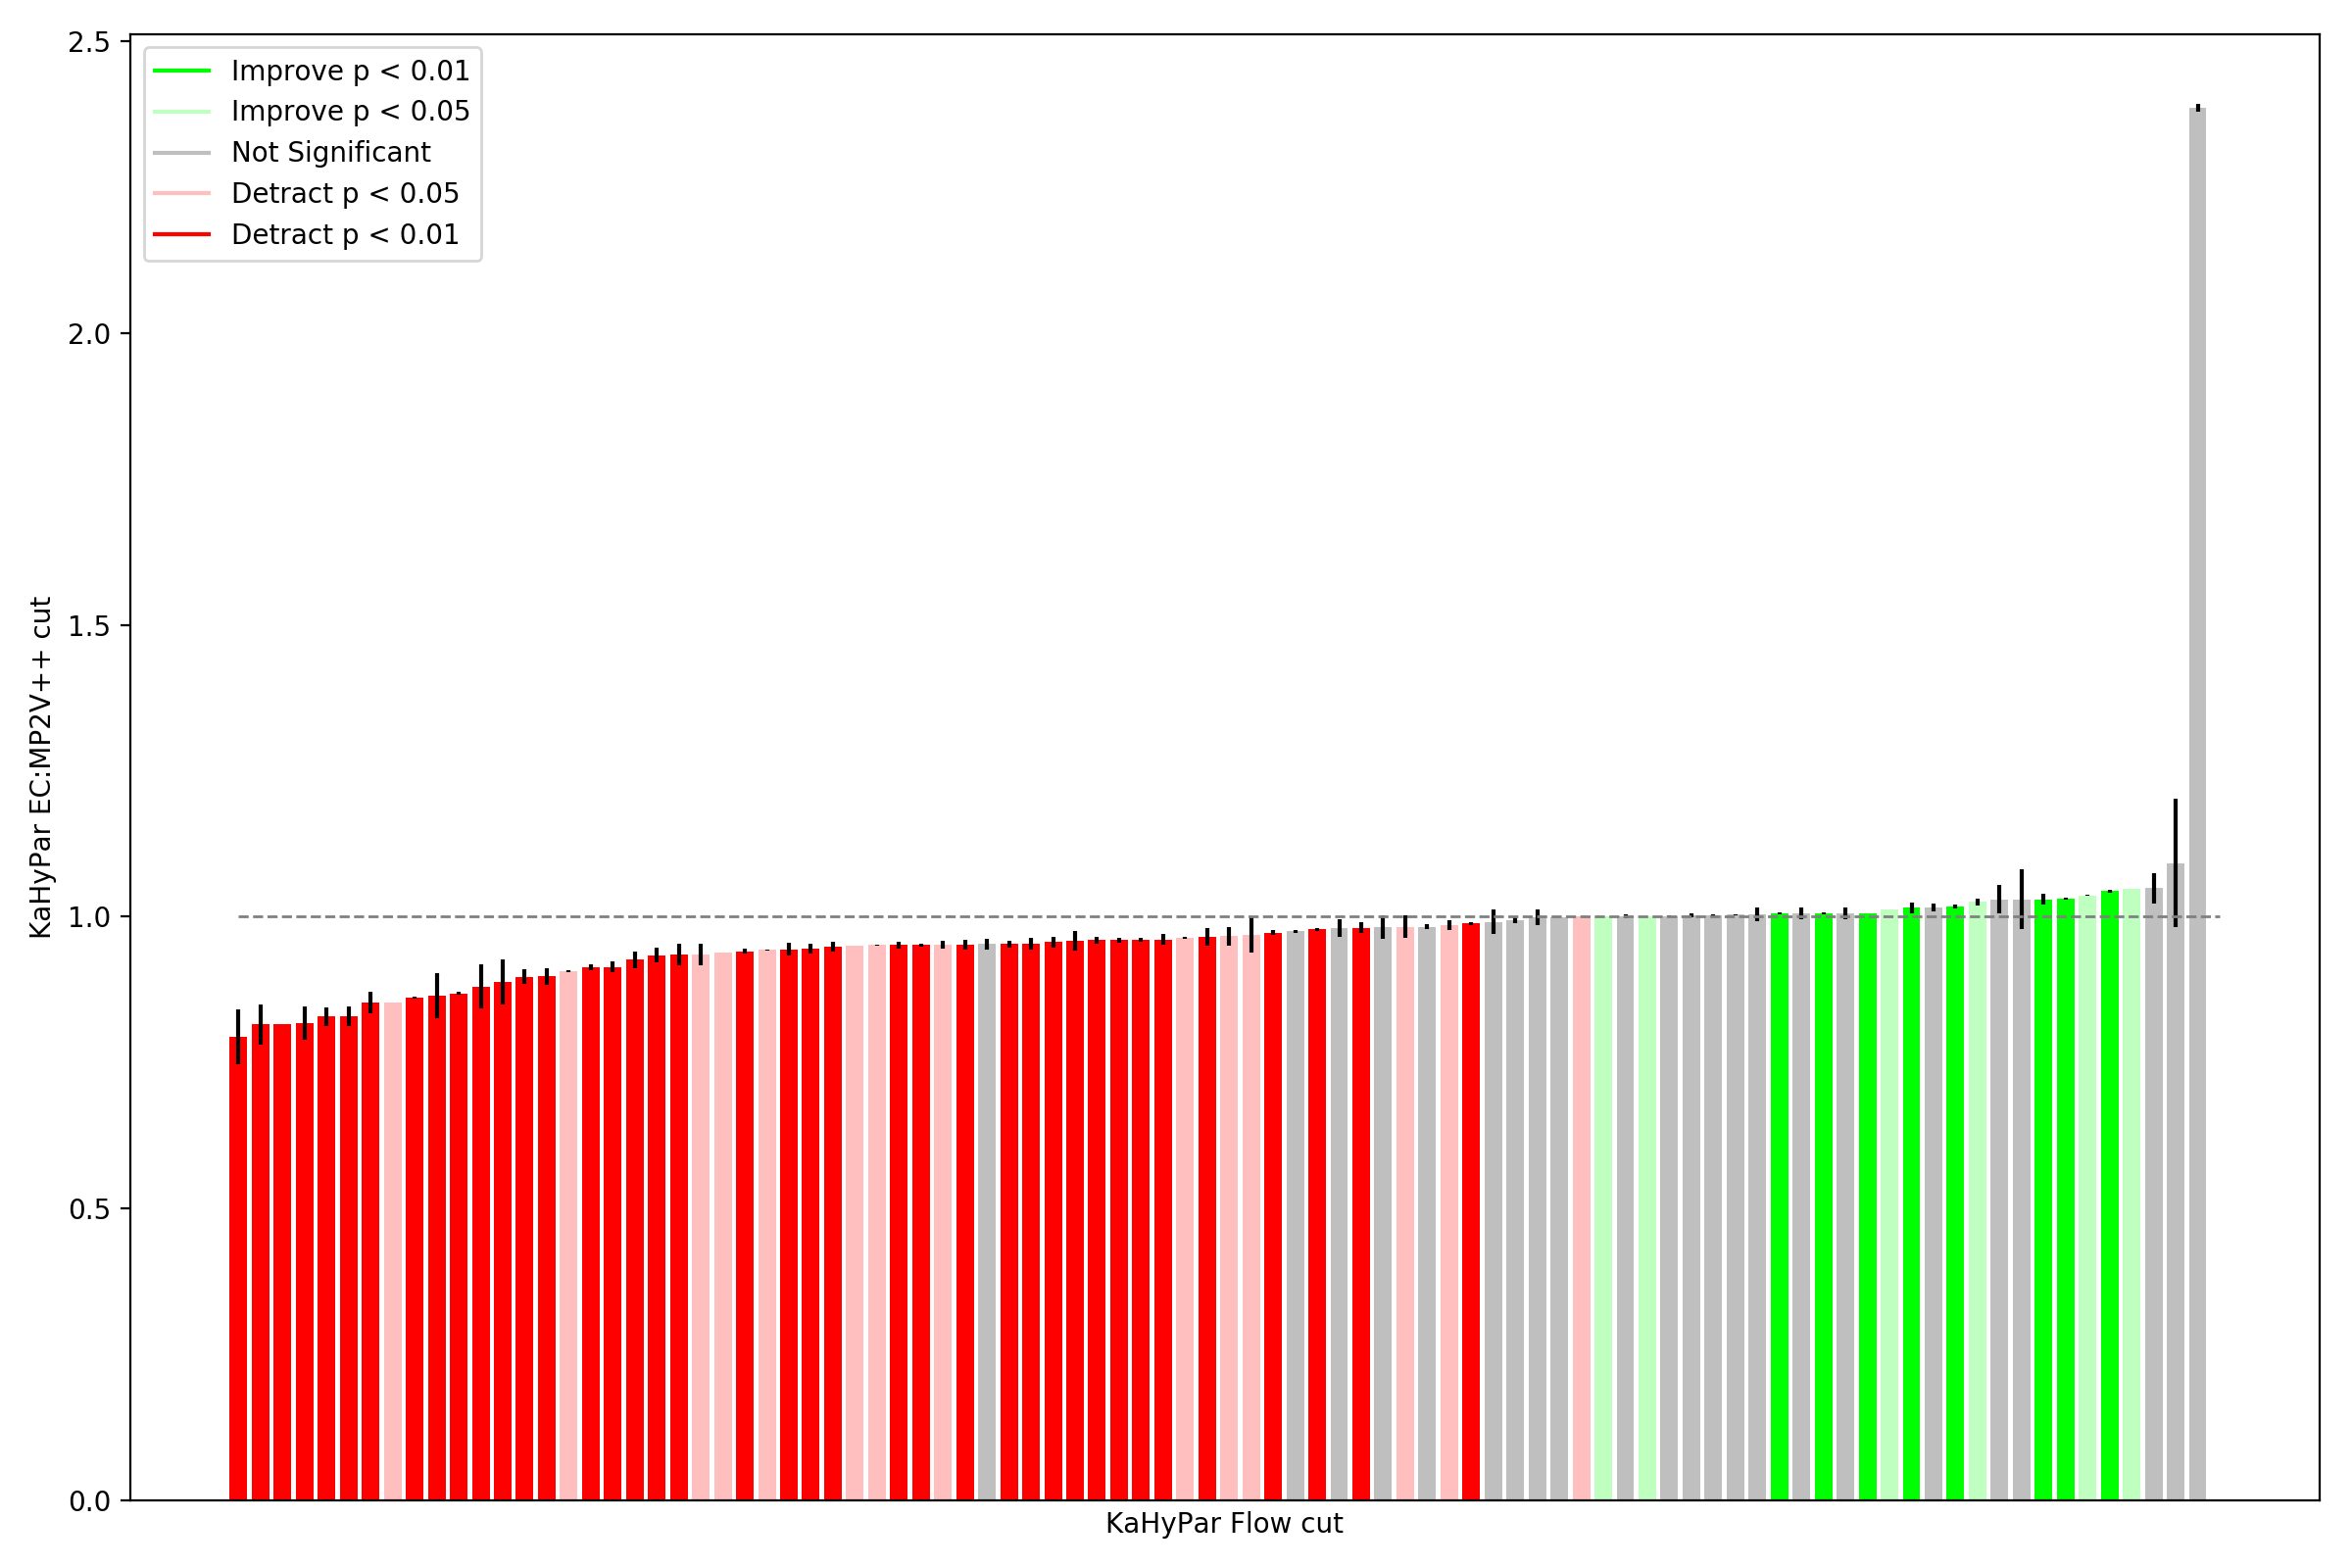 2.5
2.0
1.5
1.0
0.5
0.0
KaHyPar EC:MP2V++ cut
Improve p < 0.01
Improve p < 0.05
Not Significant
Detract p < 0.05
Detract p < 0.01
KaHyPar Flow cut